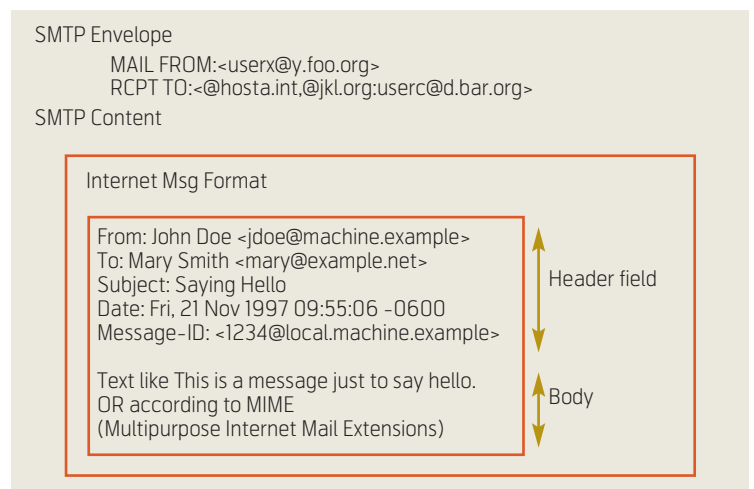 SMTP Envelope
MAIL FROM:<userx@y.foo.org>
RCPT TO:<@hosta.int,@jkl.org:userc@d.bar.org>
SMTP Content
Internet Msg Format
From: John Doe <jdoe@machine.example>
To: Mary Smith <mary@example.net>
Subject: Saying Hello
Date: Fri, 21 Nov 1997 09:55:06 -0600
Message-ID: <1234@local.machine.example>
Header field
Text like This is a message just to say hello.
OR according to MIME
(Multipurpose Internet Mail Extensions)
Body